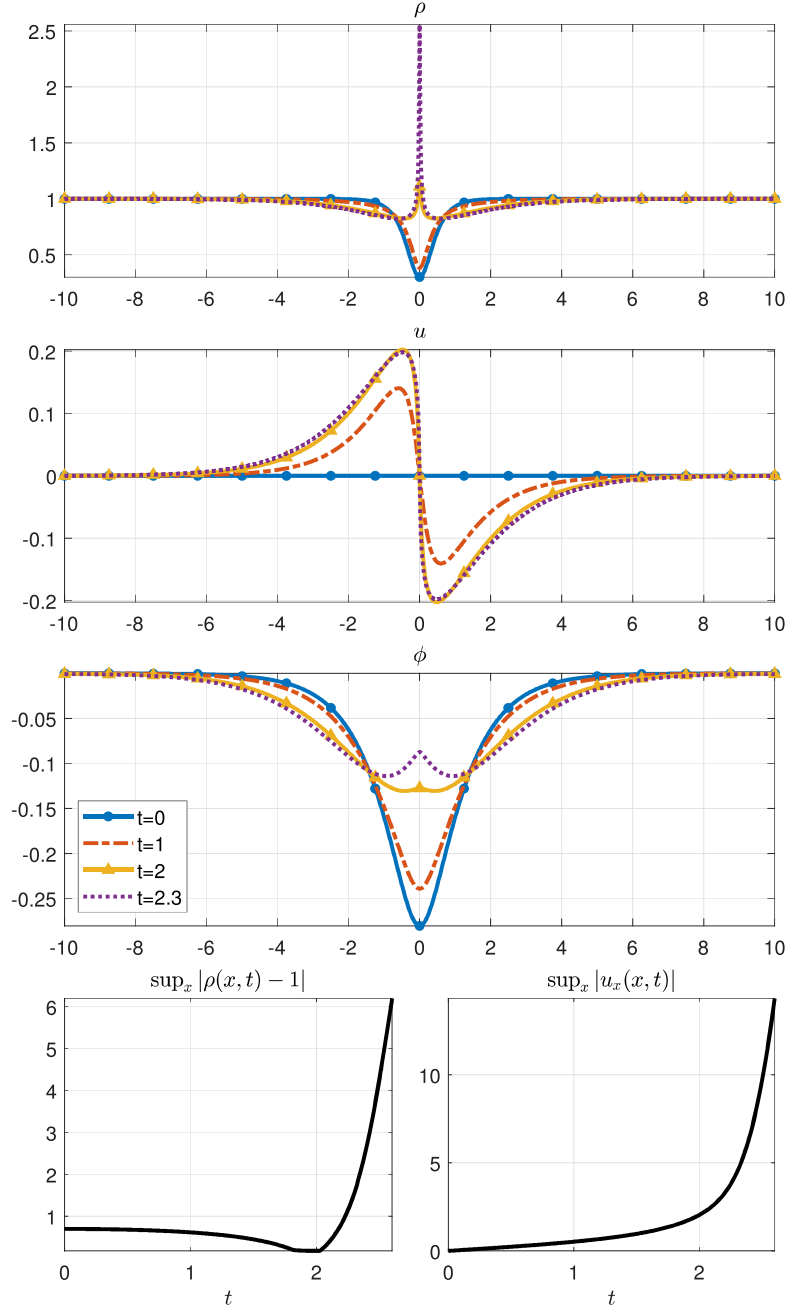 ρ
2.5
2
1.5
1
0.5
-10 -8 -6 -4 -2 0 2 4 6 8 10
u
0.2
0.1
0
-0.1
-0.2
-10 -8 -6 -4 -2 0 2 4 6 8 10
ϕ
-0.05
-0.1
-0.15
-0.2
-0.25
t=0
t=1
t=2
t=2.3
-10 -8 -6 -4 -2 0 2 4 6 8 10
supₓ |ρ(x, t) − 1|
6
5
4
3
2
1
0 1 2
t
supₓ |uₓ(x, t)|
10
5
0
0 1 2
t